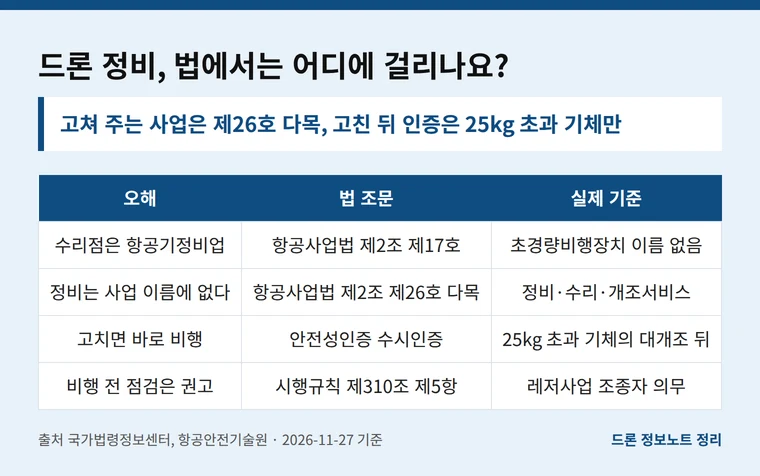 드론 정비, 법에서는 어디에 걸리나요?
고쳐 주는 사업은 제26호 다목, 고친 뒤 인증은 25kg 초과 기체만
오해 법 조문 실제 기준
수리점은 항공기정비업 항공사업법 제2조 제17호 초경량비행장치 이름 없음
정비는 사업 이름에 없다 항공사업법 제2조 제26호 다목 정비·수리·개조서비스
고치면 바로 비행 안전성인증 수시인증 25kg 초과 기체의 대개조 뒤
비행 전 점검은 권고 시행규칙 제310조 제5항 레저사업 조종자 의무
출처 국가법령정보센터, 항공안전기술원 · 2026-11-27 기준 드론 정보노트 정리